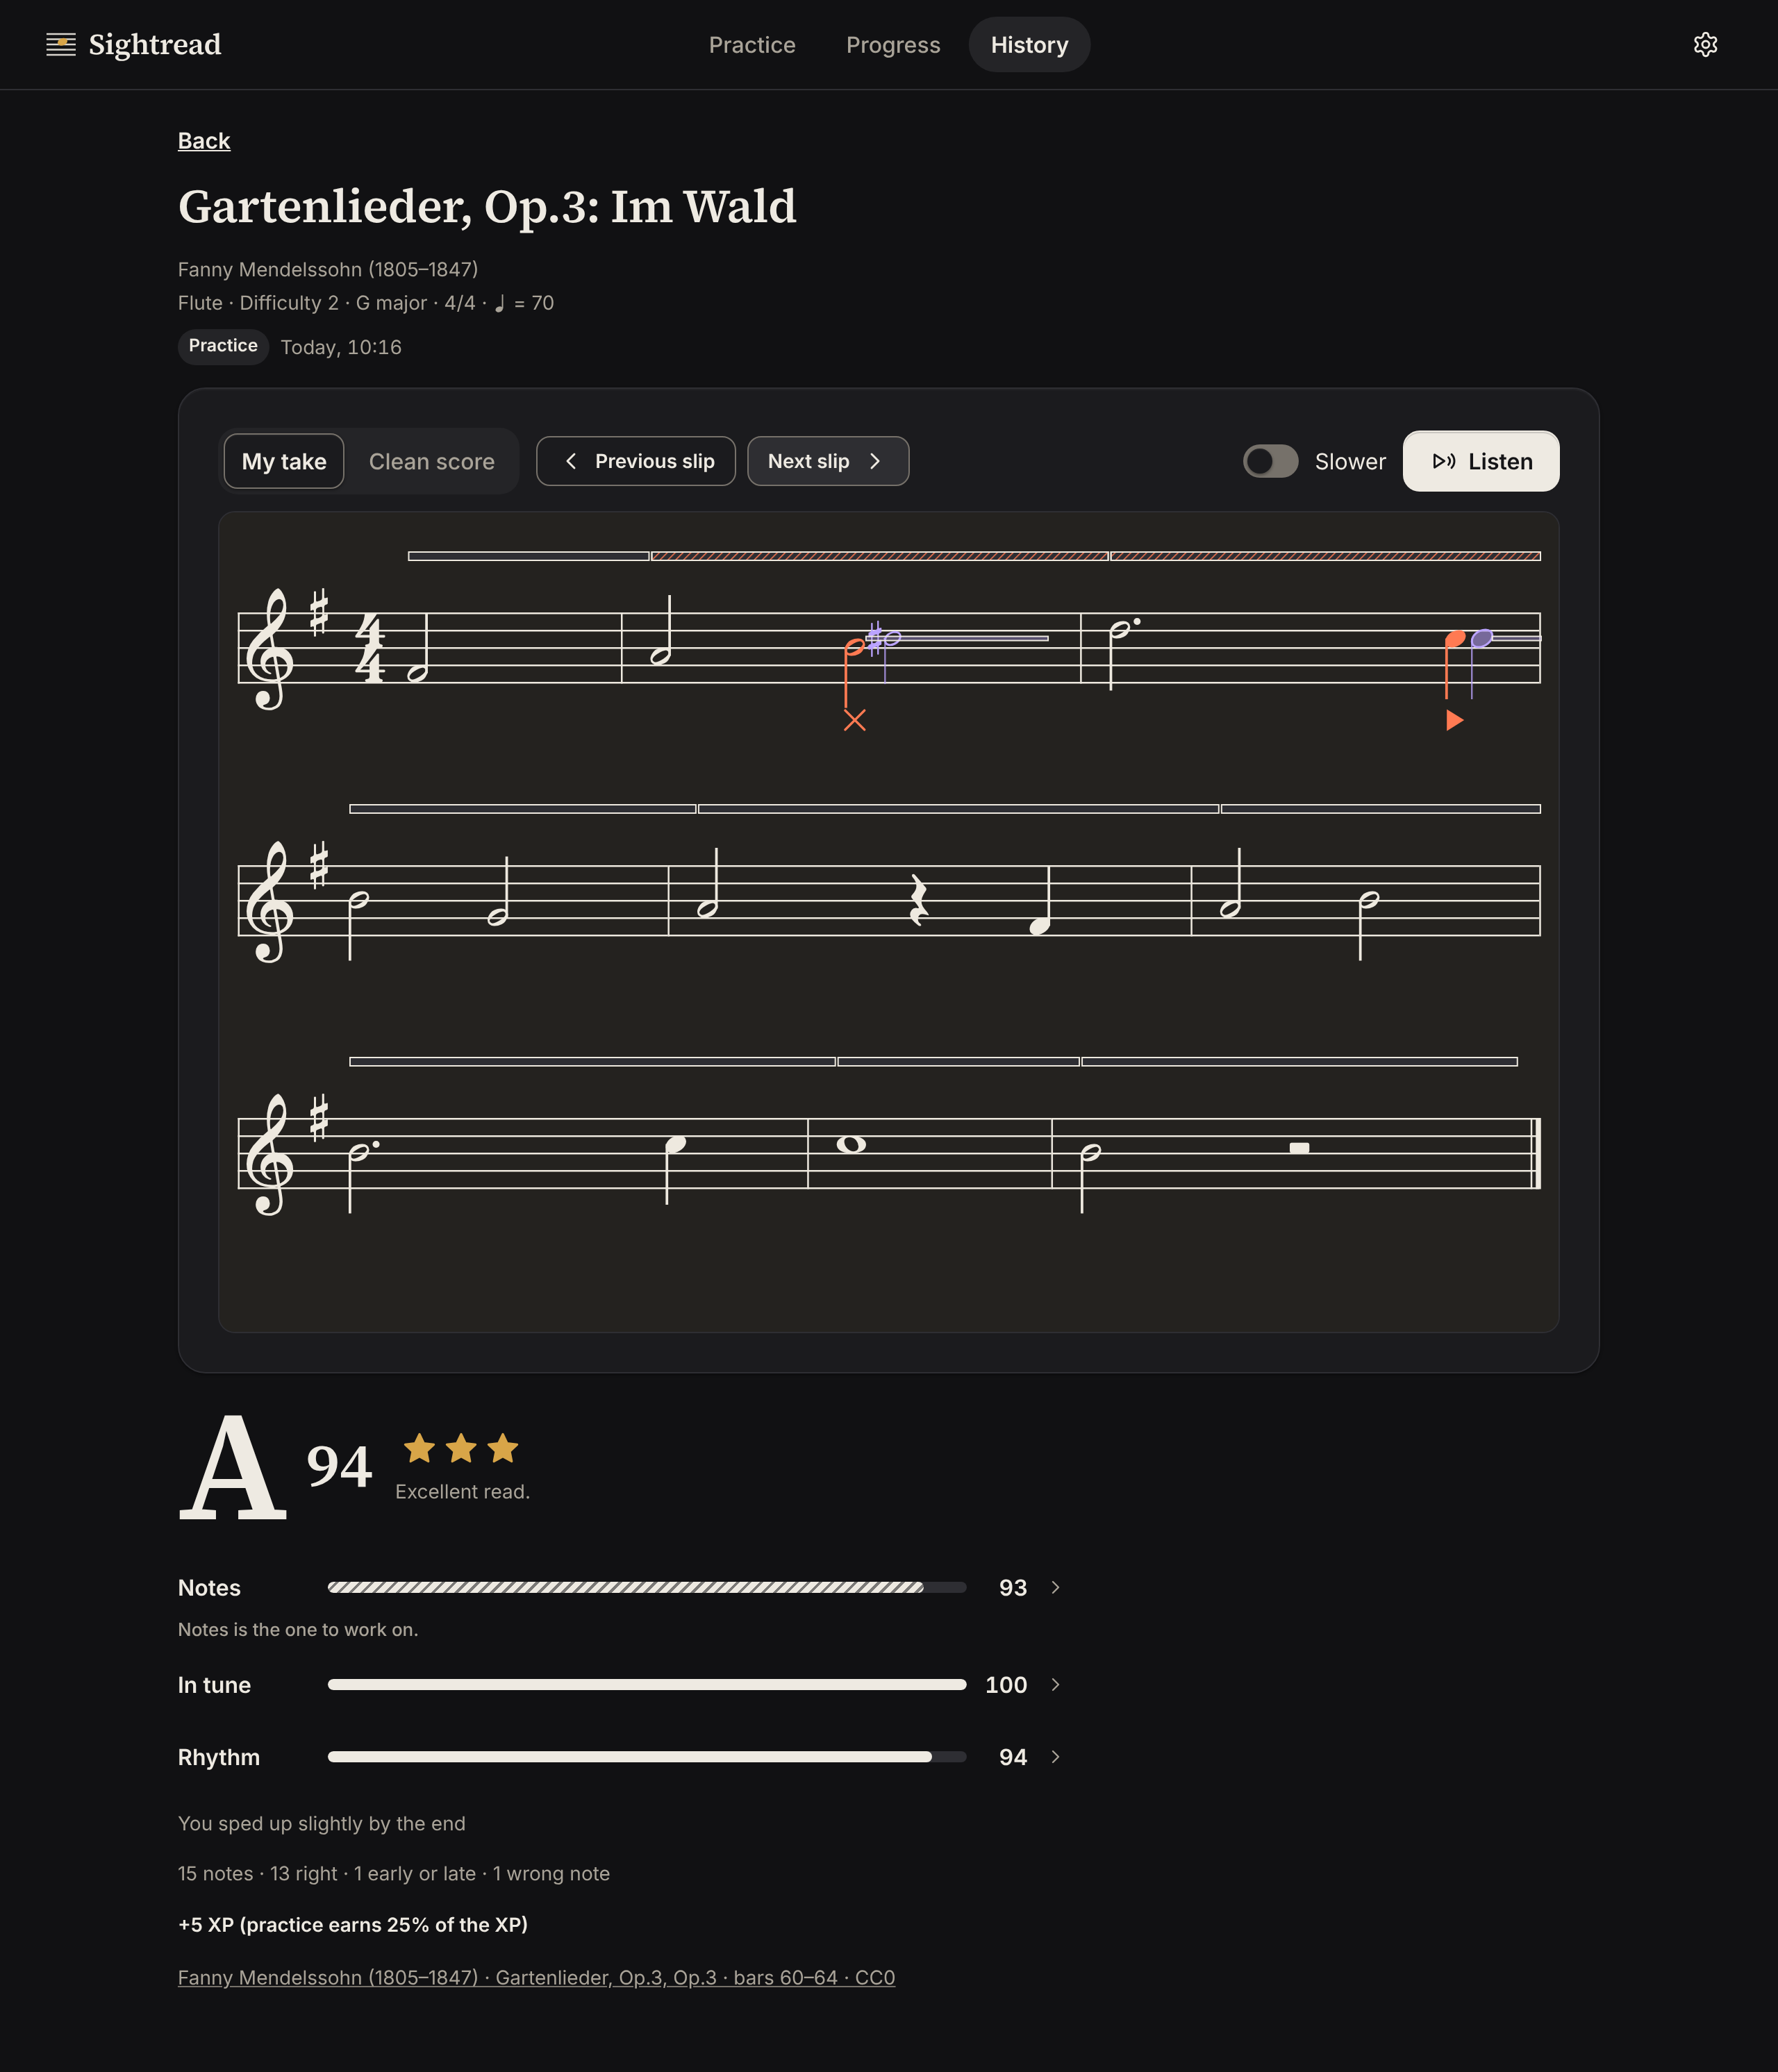 Sightread
Practice
Progress
History
Back
Gartenlieder, Op.3: Im Wald
Fanny Mendelssohn (1805–1847)
Flute · Difficulty 2 · G major · 4/4 · ♩ = 70
Practice
Today, 10:16
My take
Clean score
Previous slip
Next slip
Slower
Listen
4
4
A
94
Excellent read.
Notes
93
Notes is the one to work on.
In tune
100
Rhythm
94
You sped up slightly by the end
15 notes · 13 right · 1 early or late · 1 wrong note
+5 XP (practice earns 25% of the XP)
Fanny Mendelssohn (1805–1847) · Gartenlieder, Op.3, Op.3 · bars 60–64 · CC0